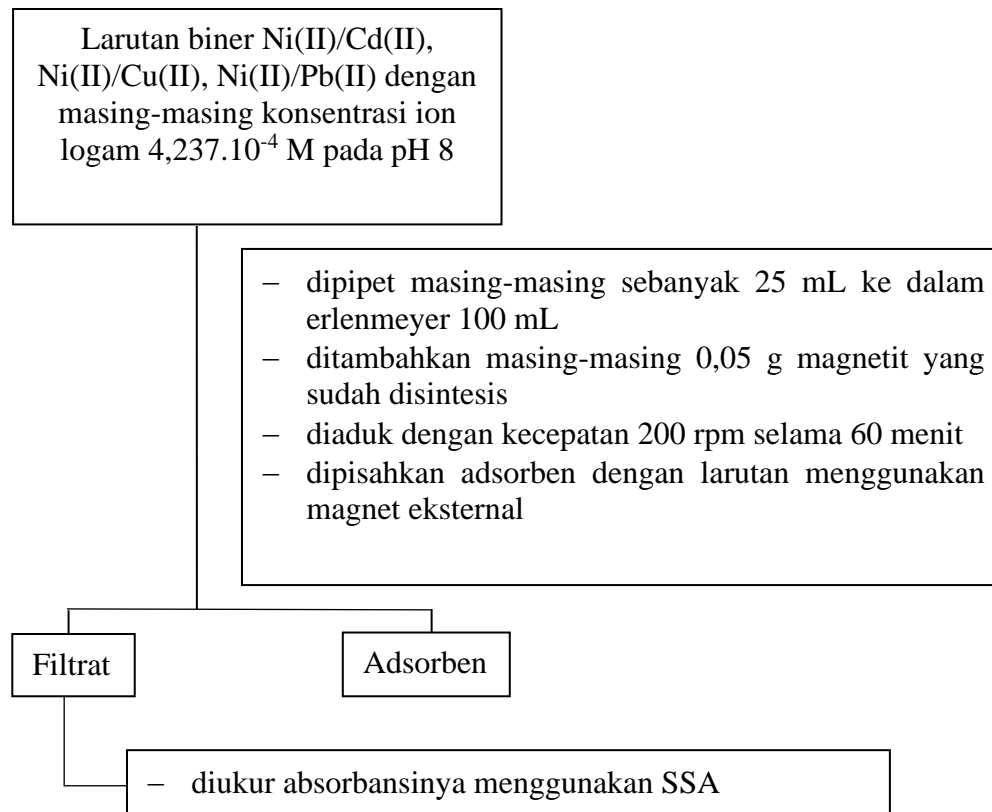 Larutan biner Ni(II)/Cd(II),
Ni(II)/Cu(II), Ni(II)/Pb(II) dengan
masing-masing konsentrasi ion
logam 4,237.10⁻⁴ M pada pH 8
− dipipet masing-masing sebanyak 25 mL ke dalam
erlenmeyer 100 mL
− ditambahkan masing-masing 0,05 g magnetit yang
sudah disintesis
− diaduk dengan kecepatan 200 rpm selama 60 menit
− dipisahkan adsorben dengan larutan menggunakan
magnet eksternal
Filtrat
Adsorben
− diukur absorbansinya menggunakan SSA